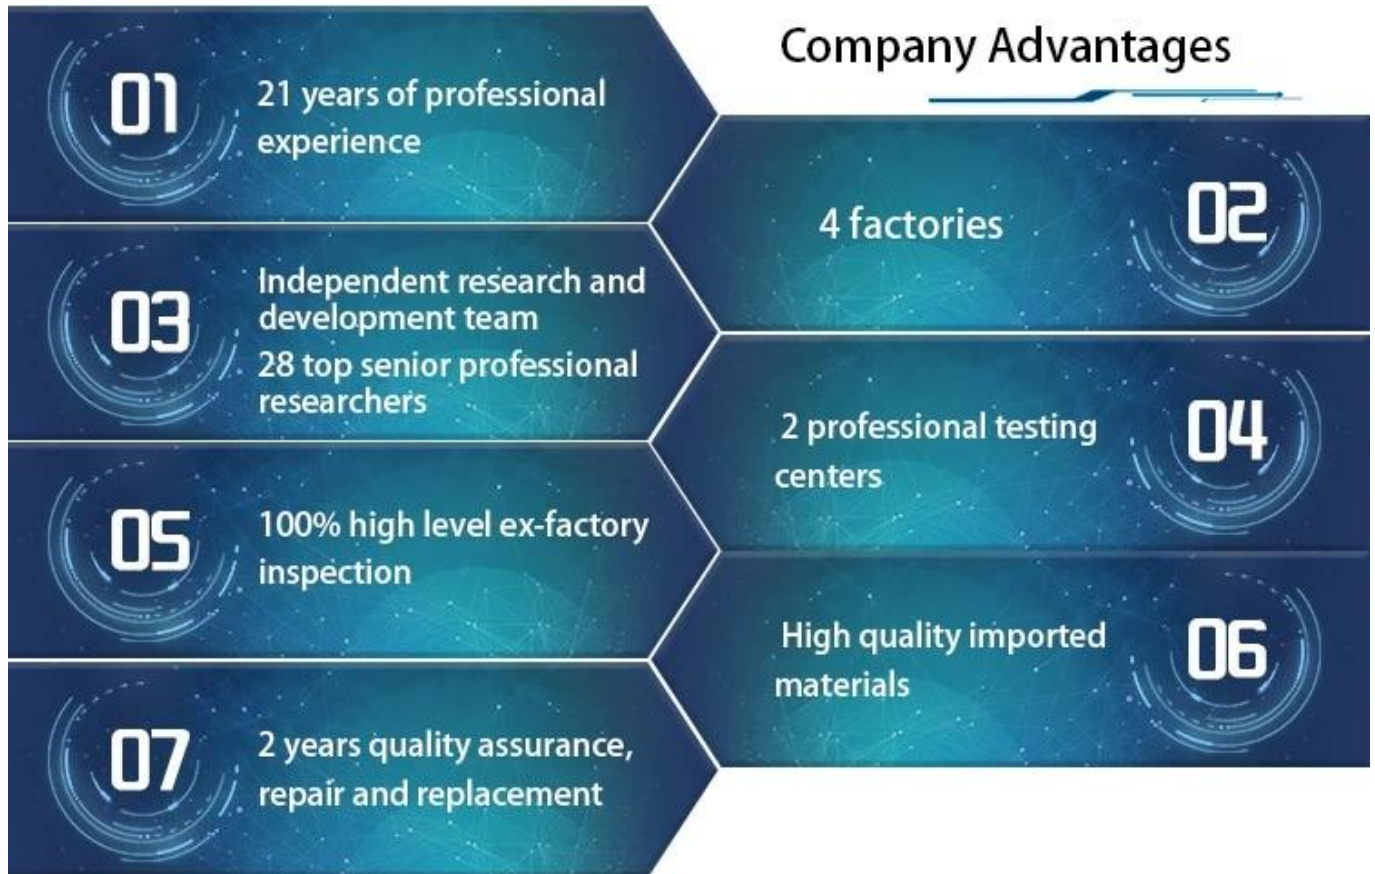 Company Advantages
01
21 years of professional
experience
02
4 factories
03
Independent research and
development team
28 top senior professional
researchers
04
2 professional testing
centers
05
100% high level ex-factory
inspection
06
High quality imported
materials
07
2 years quality assurance,
repair and replacement